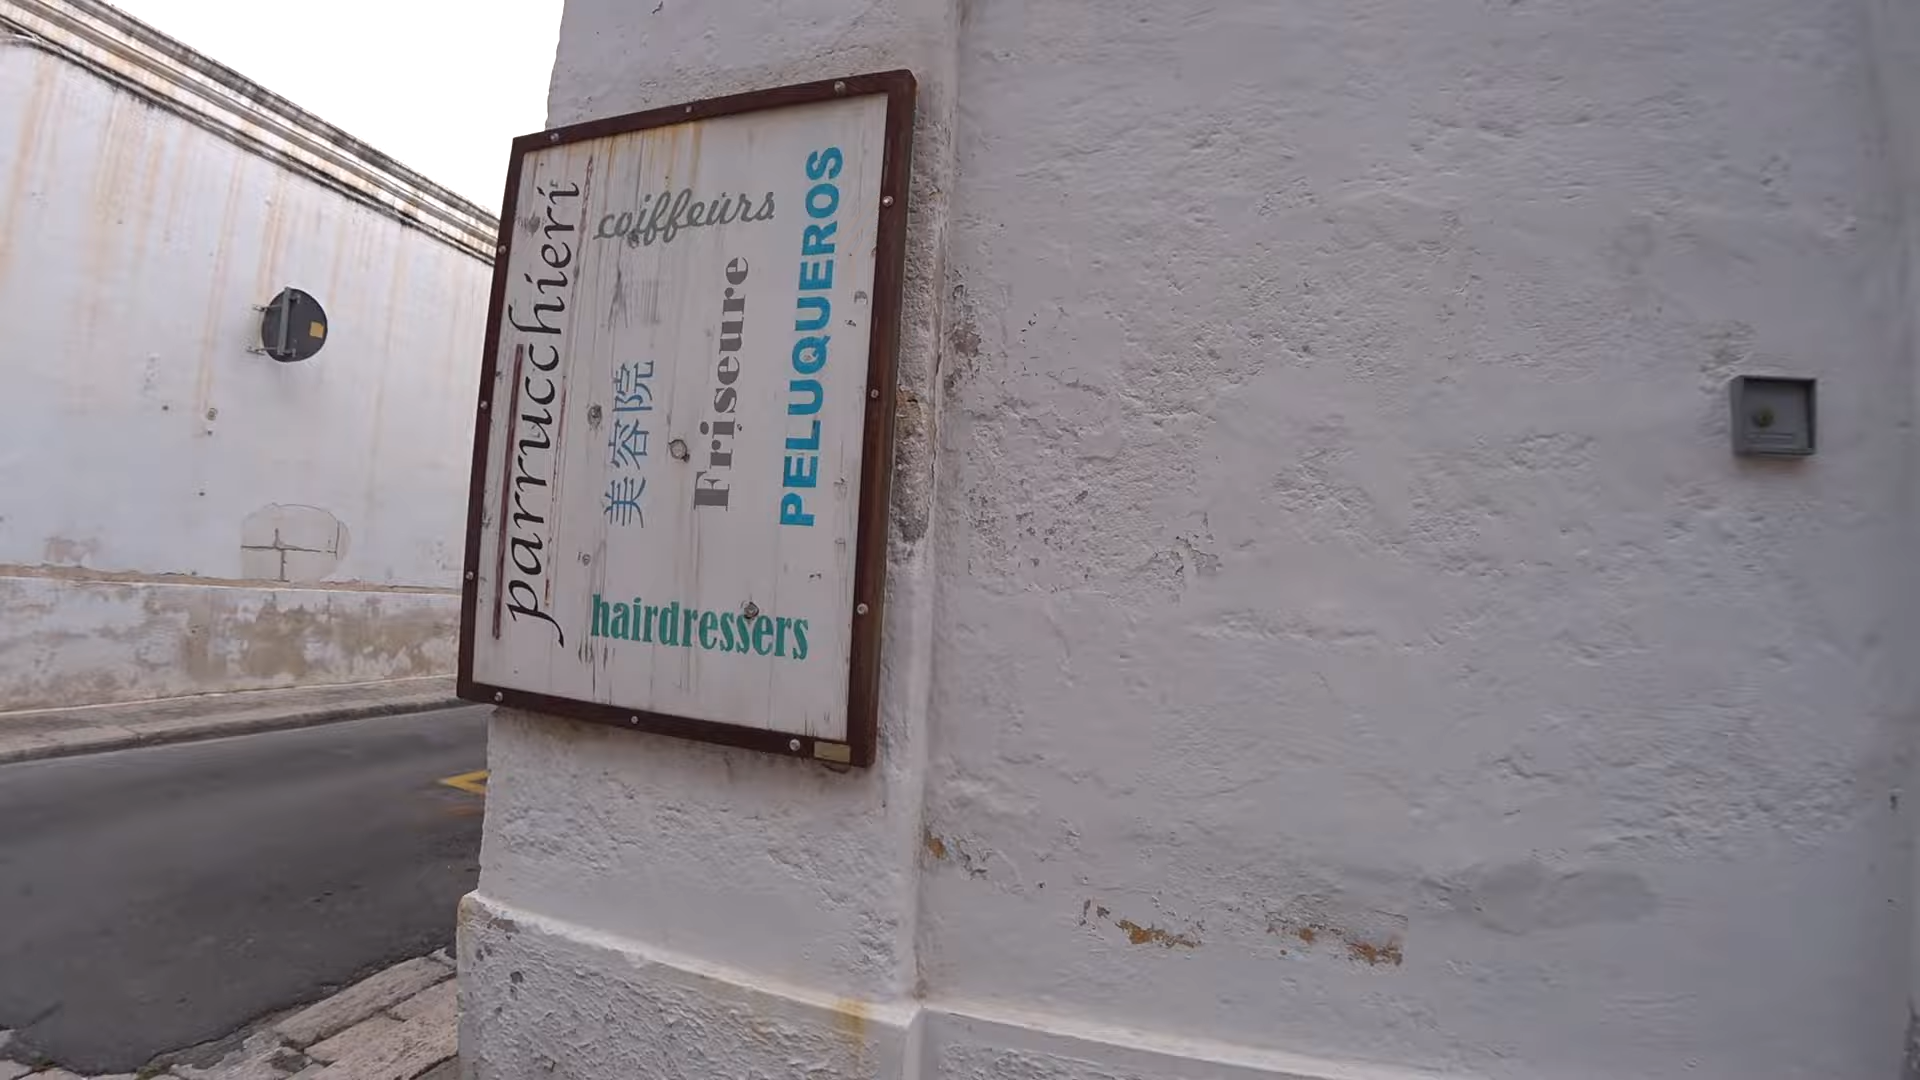 parrucchieri
coiffeurs
美容院
Friseure
PELUQUEROS
hairdressers